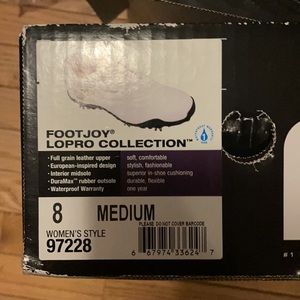 FOOTJOY®
LOPRO COLLECTION™
• Full grain leather upper soft, comfortable
• European-inspired design stylish, fashionable
• Interior midsole superior in-shoe cushioning
• DuraMax™ rubber outsole durable, flexible
• Waterproof Warranty one year
8 MEDIUM
PLEASE DO NOT COVER BARCODE
WOMEN'S STYLE
97228
6 67974 33624 7
# 1